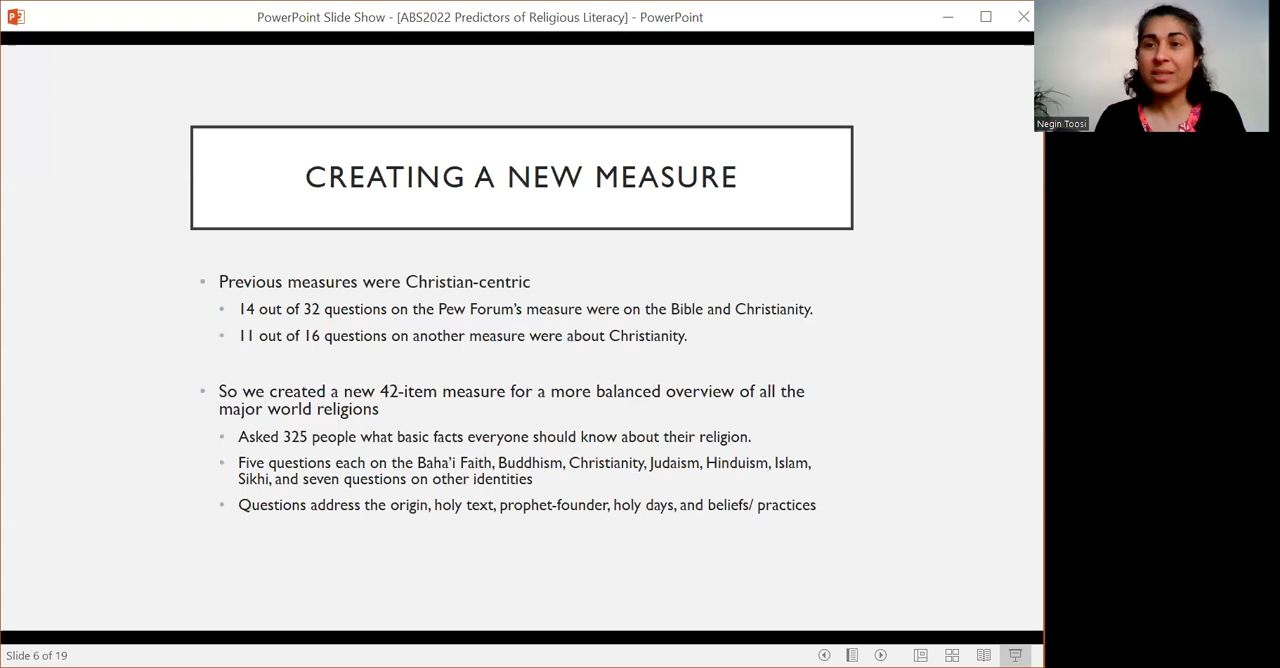 PowerPoint Slide Show - [ABS2022 Predictors of Religious Literacy] - PowerPoint
Negin Toosi
CREATING A NEW MEASURE
• Previous measures were Christian-centric
• 14 out of 32 questions on the Pew Forum's measure were on the Bible and Christianity.
• 11 out of 16 questions on another measure were about Christianity.
• So we created a new 42-item measure for a more balanced overview of all the
major world religions
• Asked 325 people what basic facts everyone should know about their religion.
• Five questions each on the Baha'i Faith, Buddhism, Christianity, Judaism, Hinduism, Islam,
Sikhi, and seven questions on other identities
• Questions address the origin, holy text, prophet-founder, holy days, and beliefs/ practices
Slide 6 of 19